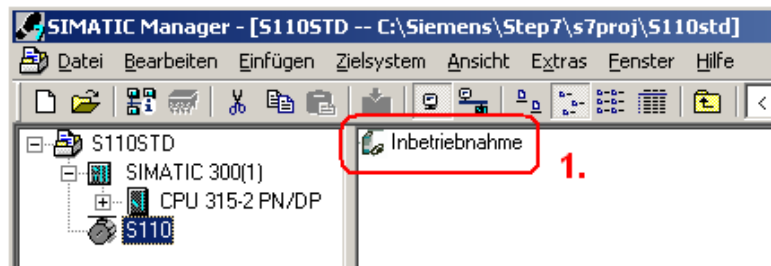 SIMATIC Manager - [S110STD -- C:\Siemens\Step7\s7proj\S110std]
Datei Bearbeiten Einfügen Zielsystem Ansicht Extras Fenster Hilfe
<
S110STD
Inbetriebnahme
1.
SIMATIC 300(1)
CPU 315-2 PN/DP
S110